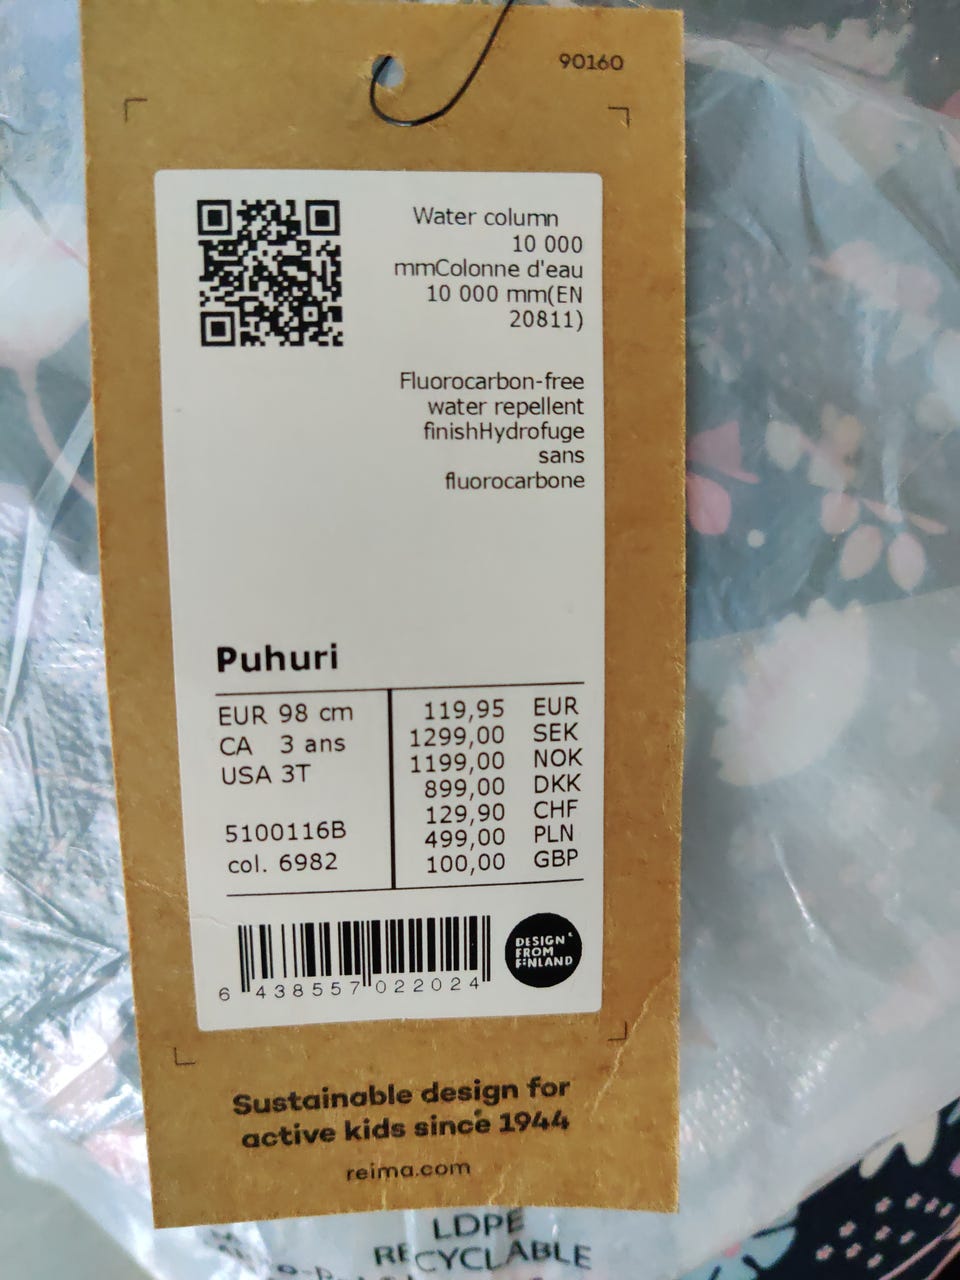 90160
Water column
10 000
mmColonne d'eau
10 000 mm(EN
20811)
Fluorocarbon-free
water repellent
finishHydrofuge
sans
fluorocarbone
Puhuri
EUR 98 cm
CA 3 ans
USA 3T
5100116B
col. 6982
119,95 EUR
1299,00 SEK
1199,00 NOK
899,00 DKK
129,90 CHF
499,00 PLN
100,00 GBP
6 438557 022024
DESIGN
FROM
FINLAND
Sustainable design for
active kids since 1944
reima.com
LDPE
RECYCLABLE